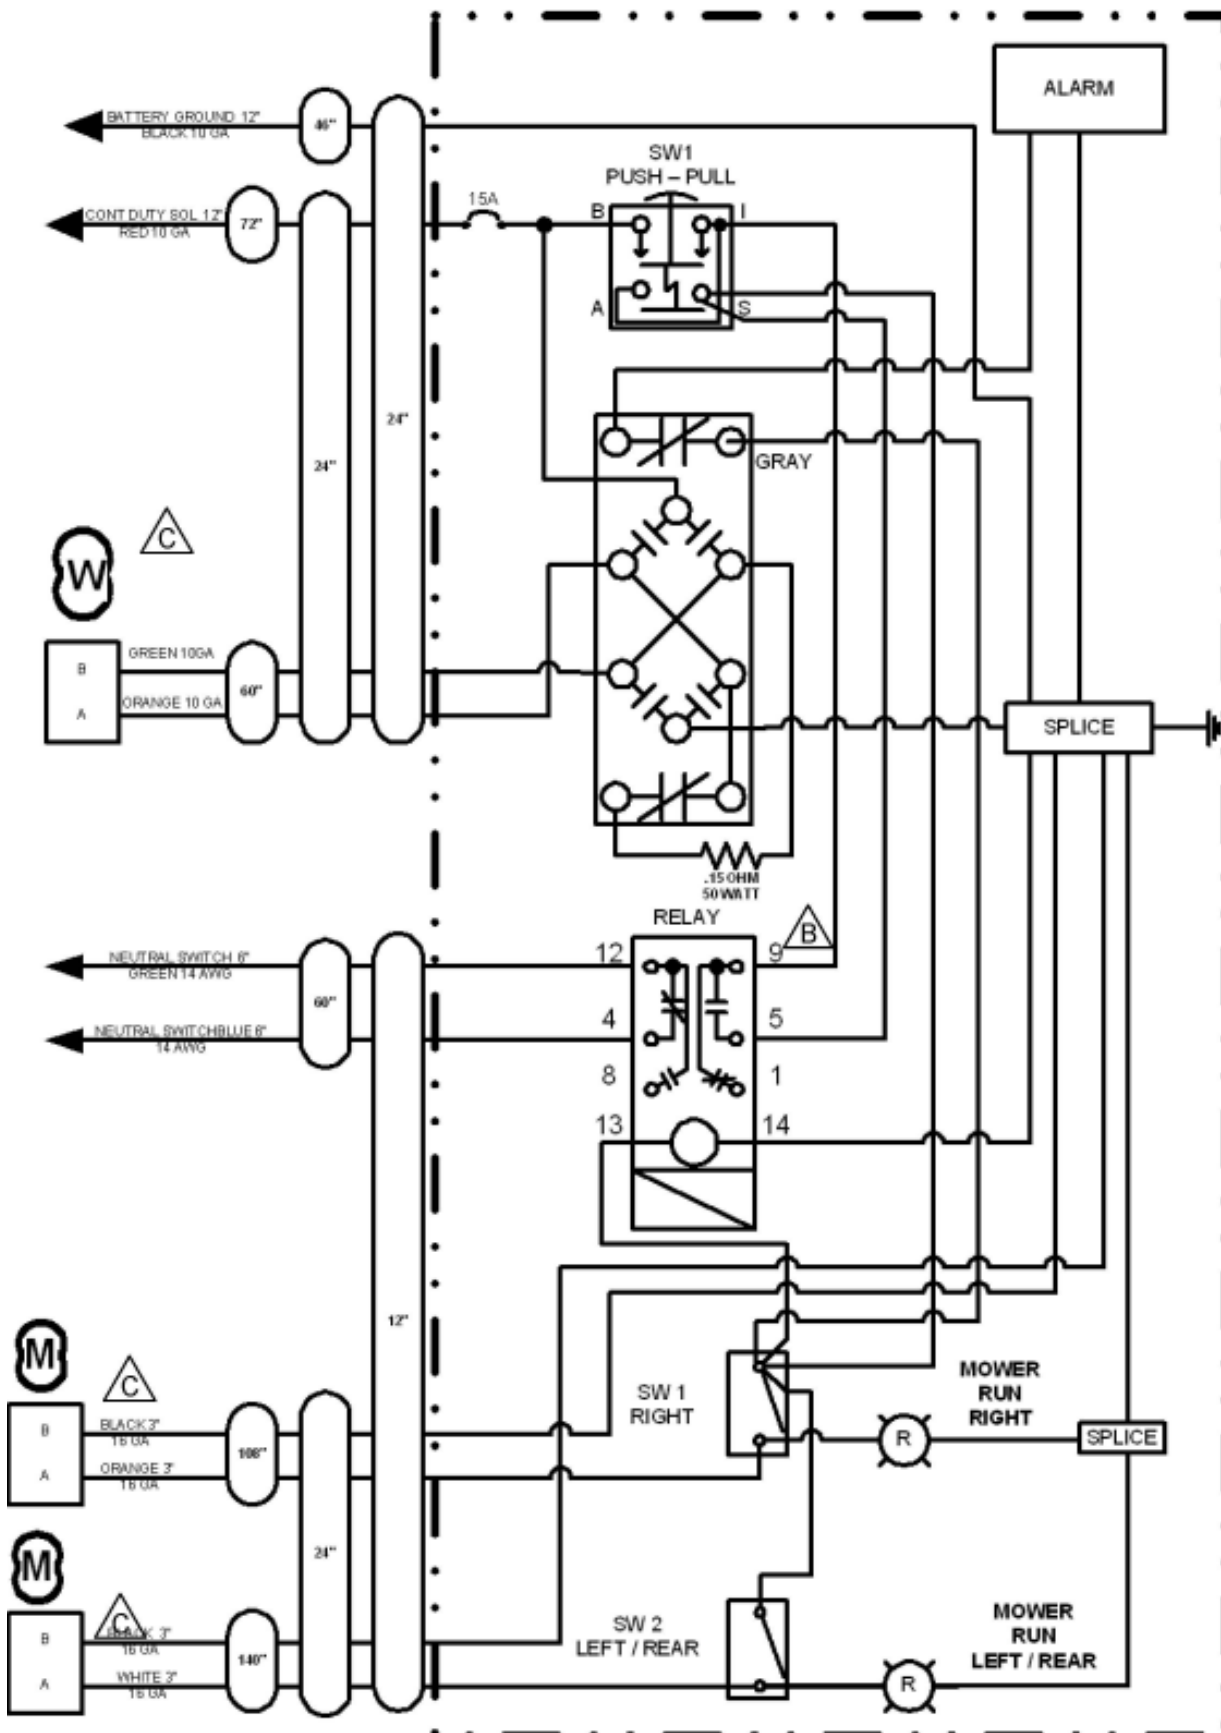 ALARM
BATTERY GROUND 12"
BLACK 10 GA
46"
SW1
PUSH – PULL
15A
B
I
CONT DUTY SOL 12"
RED 10 GA
72"
A
S
24"
GRAY
24"
C
W
B
GREEN 10GA
A
ORANGE 10 GA
60"
SPLICE
.15 OHM
50 WATT
RELAY
B
NEUTRAL SWITCH 6"
GREEN 14 AWG
12
9
60"
NEUTRAL SWITCHBLUE 6"
14 AWG
4
5
8
1
13
14
12"
M
C
SW 1
RIGHT
MOWER
RUN
RIGHT
B
BLACK 3"
16 GA
108"
R
SPLICE
A
ORANGE 3"
16 GA
24"
M
C
B
BLACK 3"
16 GA
SW 2
LEFT / REAR
MOWER
RUN
LEFT / REAR
140"
A
WHITE 3"
16 GA
R